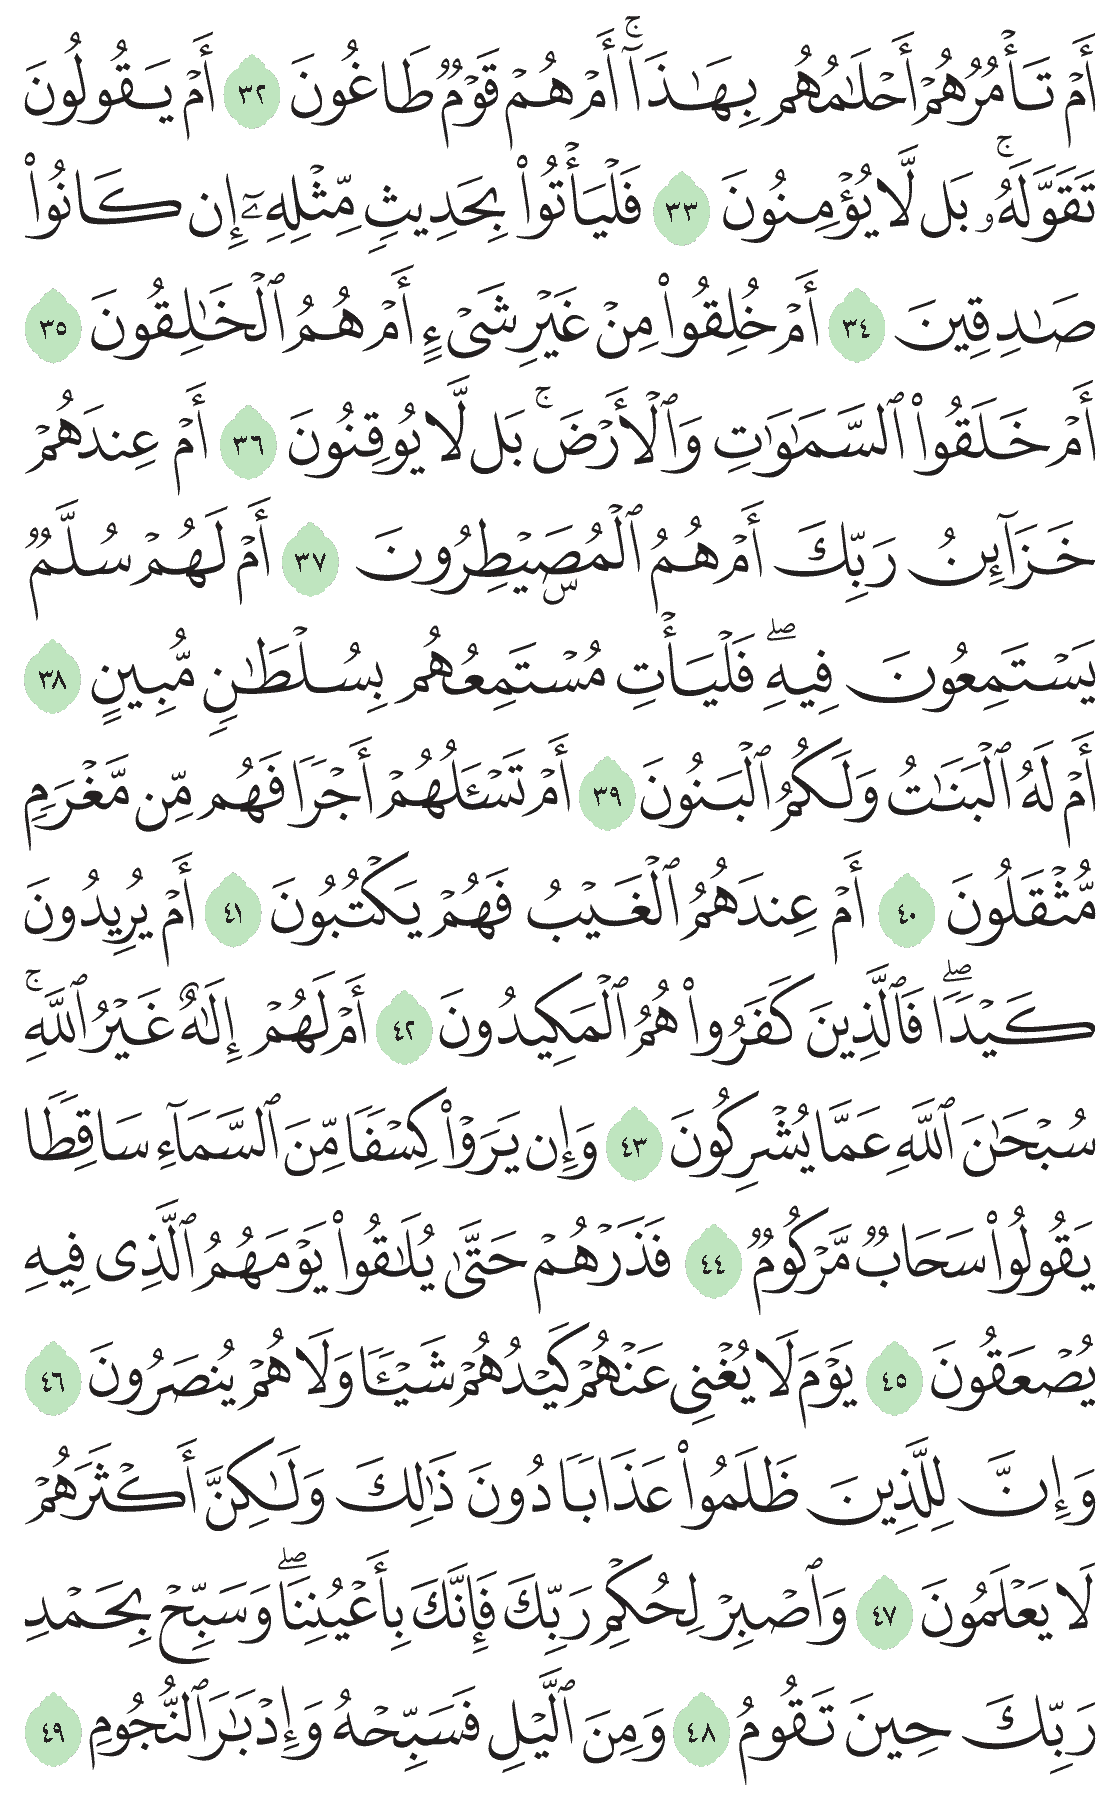 أَمْ تَأْمُرُهُمْ أَحْلَـٰمُهُم بِهَـٰذَآ ۚ أَمْ هُمْ قَوْمٌ طَاغُونَ ٣٢ أَمْ يَقُولُونَ
تَقَوَّلَهُۥ ۚ بَل لَّا يُؤْمِنُونَ ٣٣ فَلْيَأْتُوا۟ بِحَدِيثٍ مِّثْلِهِۦٓ إِن كَانُوا۟
صَـٰدِقِينَ ٣٤ أَمْ خُلِقُوا۟ مِنْ غَيْرِ شَىْءٍ أَمْ هُمُ ٱلْخَـٰلِقُونَ ٣٥
أَمْ خَلَقُوا۟ ٱلسَّمَـٰوَٰتِ وَٱلْأَرْضَ ۚ بَل لَّا يُوقِنُونَ ٣٦ أَمْ عِندَهُمْ
خَزَآئِنُ رَبِّكَ أَمْ هُمُ ٱلْمُصَۣيْطِرُونَ ٣٧ أَمْ لَهُمْ سُلَّمٌ
يَسْتَمِعُونَ فِيهِ ۖ فَلْيَأْتِ مُسْتَمِعُهُم بِسُلْطَـٰنٍ مُّبِينٍ ٣٨
أَمْ لَهُ ٱلْبَنَـٰتُ وَلَكُمُ ٱلْبَنُونَ ٣٩ أَمْ تَسْـَٔلُهُمْ أَجْرًا فَهُم مِّن مَّغْرَمٍ
مُّثْقَلُونَ ٤٠ أَمْ عِندَهُمُ ٱلْغَيْبُ فَهُمْ يَكْتُبُونَ ٤١ أَمْ يُرِيدُونَ
كَيْدًا ۖ فَٱلَّذِينَ كَفَرُوا۟ هُمُ ٱلْمَكِيدُونَ ٤٢ أَمْ لَهُمْ إِلَـٰهٌ غَيْرُ ٱللَّهِ ۚ
سُبْحَـٰنَ ٱللَّهِ عَمَّا يُشْرِكُونَ ٤٣ وَإِن يَرَوْا۟ كِسْفًا مِّنَ ٱلسَّمَآءِ سَاقِطًا
يَقُولُوا۟ سَحَابٌ مَّرْكُومٌ ٤٤ فَذَرْهُمْ حَتَّىٰ يُلَـٰقُوا۟ يَوْمَهُمُ ٱلَّذِى فِيهِ
يُصْعَقُونَ ٤٥ يَوْمَ لَا يُغْنِى عَنْهُمْ كَيْدُهُمْ شَيْـًٔا وَلَا هُمْ يُنصَرُونَ ٤٦
وَإِنَّ لِلَّذِينَ ظَلَمُوا۟ عَذَابًا دُونَ ذَٰلِكَ وَلَـٰكِنَّ أَكْثَرَهُمْ
لَا يَعْلَمُونَ ٤٧ وَٱصْبِرْ لِحُكْمِ رَبِّكَ فَإِنَّكَ بِأَعْيُنِنَا ۖ وَسَبِّحْ بِحَمْدِ
رَبِّكَ حِينَ تَقُومُ ٤٨ وَمِنَ ٱلَّيْلِ فَسَبِّحْهُ وَإِدْبَـٰرَ ٱلنُّجُومِ ٤٩